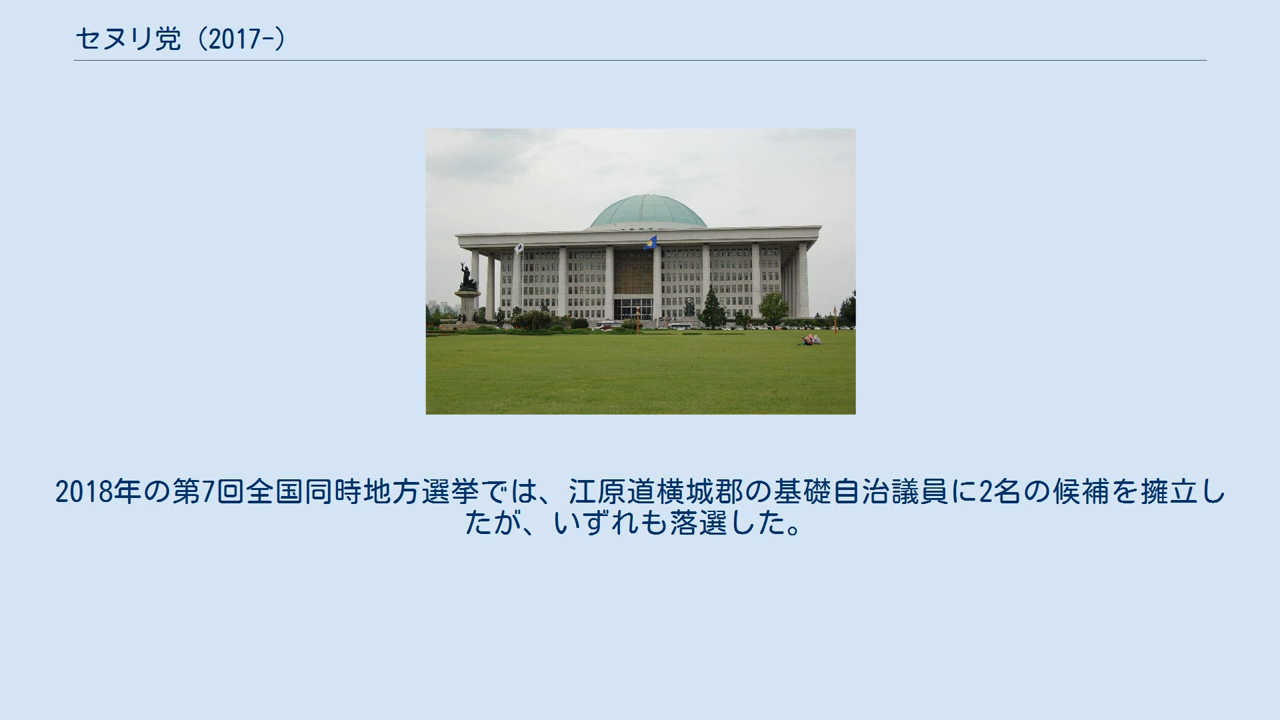 セヌリ党（2017-）
2018年の第7回全国同時地方選挙では、江原道横城郡の基礎自治議員に2名の候補を擁立し
たが、いずれも落選した。